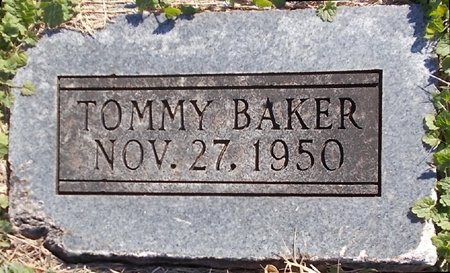 TOMMY BAKER
NOV. 27, 1950